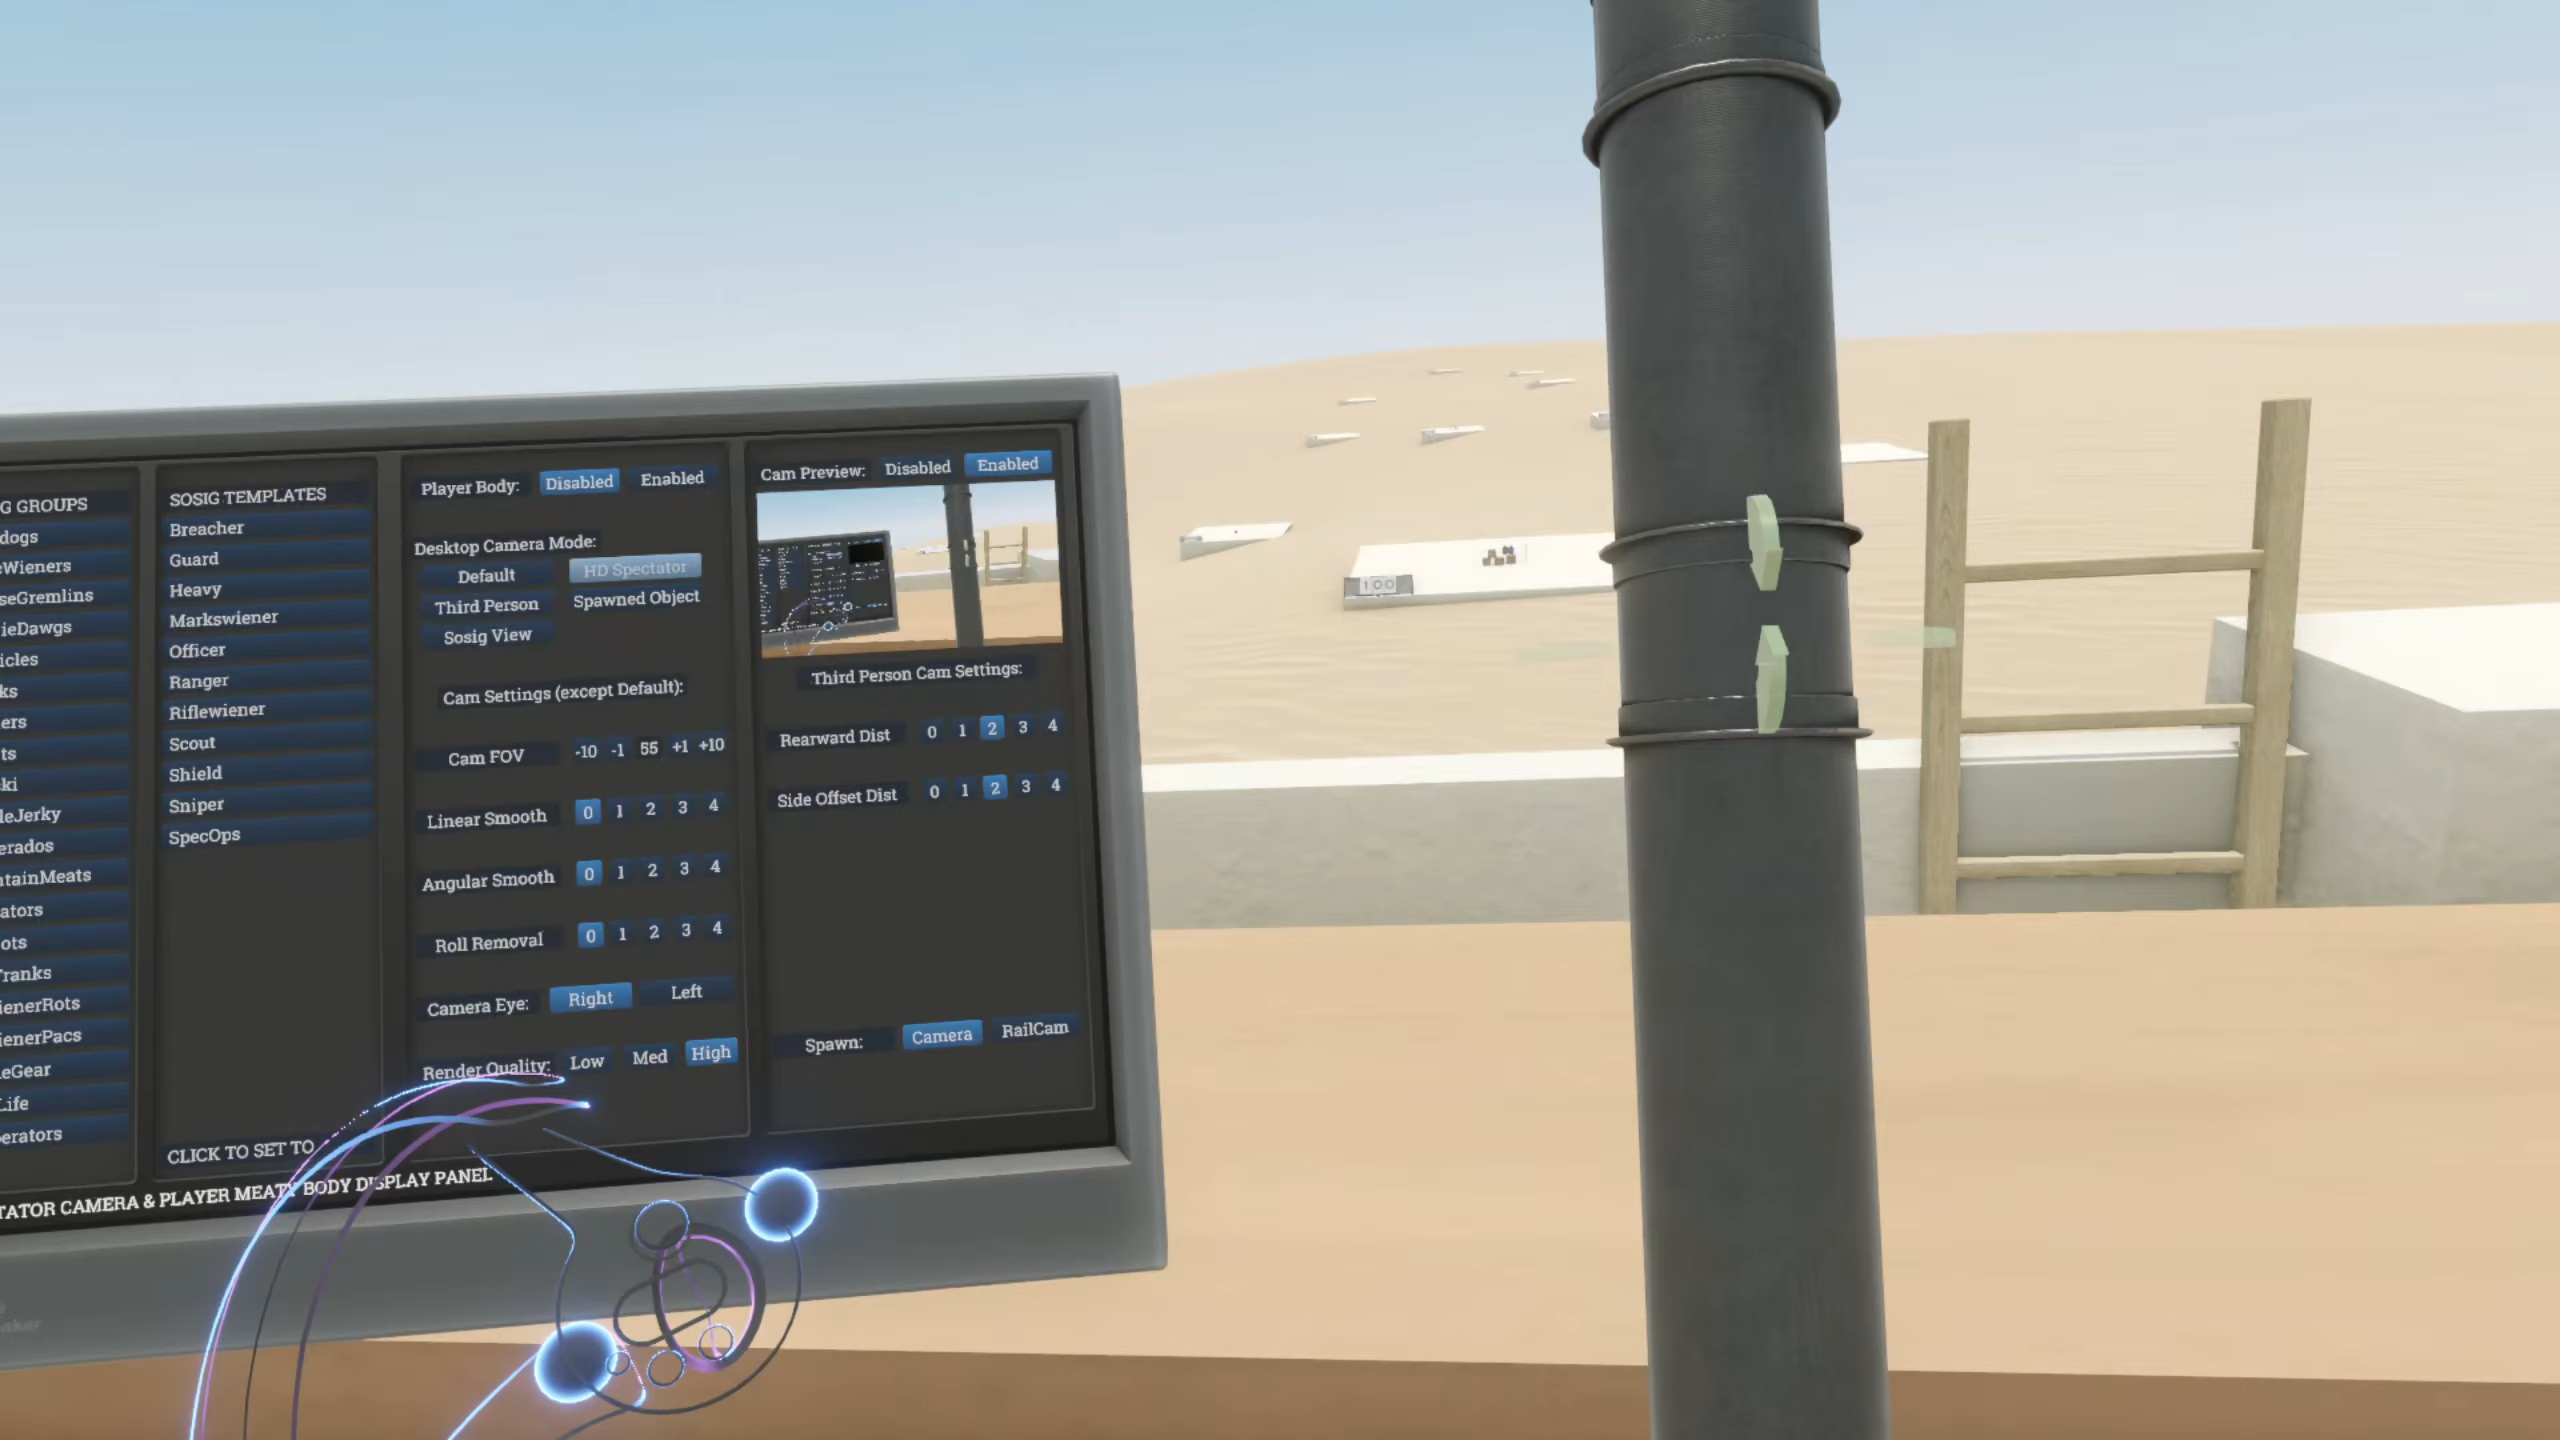 G GROUPS
dogs
eWieners
seGremlins
ieDawgs
icles
ks
ers
ts
ki
leJerky
erados
ntainMeats
ators
ots
Tranks
ienerRots
ienerPacs
eGear
Life
erators
SOSIG TEMPLATES
Breacher
Guard
Heavy
Markswiener
Officer
Ranger
Riflewiener
Scout
Shield
Sniper
SpecOps
CLICK TO SET TO
Player Body: Disabled Enabled
Desktop Camera Mode:
Default HD Spectator
Third Person Spawned Object
Sosig View
Cam Settings (except Default):
Cam FOV -10 -1 55 +1 +10
Linear Smooth 0 1 2 3 4
Angular Smooth 0 1 2 3 4
Roll Removal 0 1 2 3 4
Camera Eye: Right Left
Render Quality: Low Med High
Cam Preview: Disabled Enabled
Third Person Cam Settings:
Rearward Dist 0 1 2 3 4
Side Offset Dist 0 1 2 3 4
Spawn: Camera RailCam
TATOR CAMERA & PLAYER MEATY BODY DISPLAY PANEL
aker
100